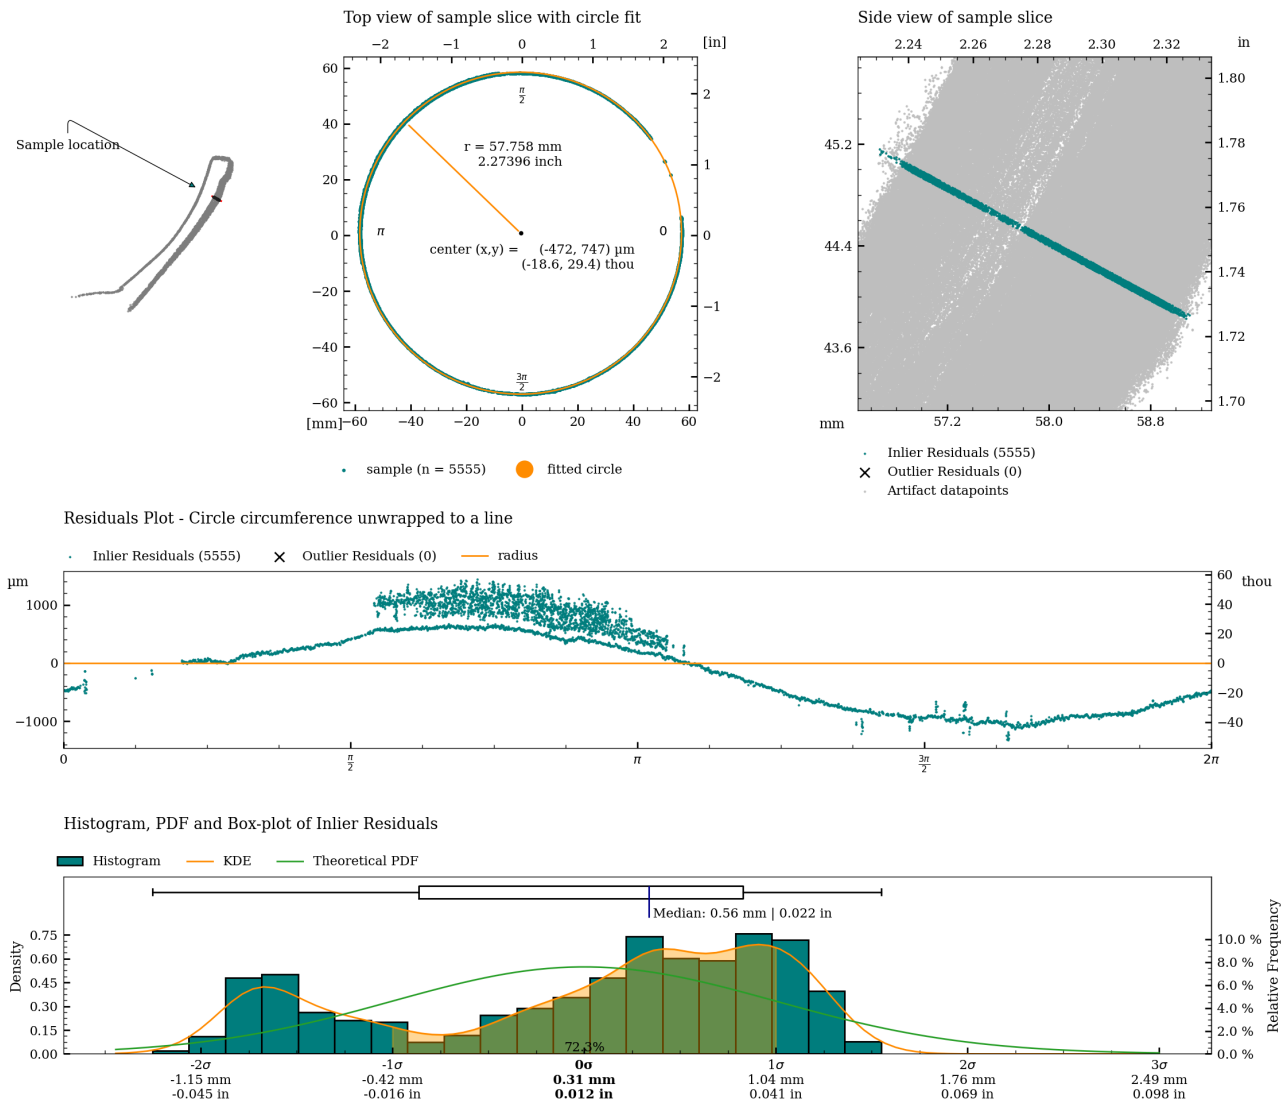 Top view of sample slice with circle fit
−2 −1 0 1 2 [in]
60
40
20
0
−20
−40
−60
2
1
0
−1
−2
π/2
r = 57.758 mm
2.27396 inch
π
0
center (x,y) = (-472, 747) µm
(-18.6, 29.4) thou
3π/2
[mm] −60 −40 −20 0 20 40 60
sample (n = 5555) fitted circle
Sample location
Side view of sample slice
2.24 2.26 2.28 2.30 2.32 in
45.2
44.4
43.6
1.80
1.78
1.76
1.74
1.72
1.70
mm 57.2 58.0 58.8
Inlier Residuals (5555)
Outlier Residuals (0)
Artifact datapoints
Residuals Plot - Circle circumference unwrapped to a line
Inlier Residuals (5555) Outlier Residuals (0) radius
µm
1000
0
−1000
thou
60
40
20
0
−20
−40
0 π/2 π 3π/2 2π
Histogram, PDF and Box-plot of Inlier Residuals
Histogram KDE Theoretical PDF
Median: 0.56 mm | 0.022 in
Density
0.75
0.60
0.45
0.30
0.15
0.00
Relative Frequency
10.0 %
8.0 %
6.0 %
4.0 %
2.0 %
0.0 %
72.3%
-2σ -1σ 0σ 1σ 2σ 3σ
-1.15 mm -0.42 mm 0.31 mm 1.04 mm 1.76 mm 2.49 mm
-0.045 in -0.016 in 0.012 in 0.041 in 0.069 in 0.098 in